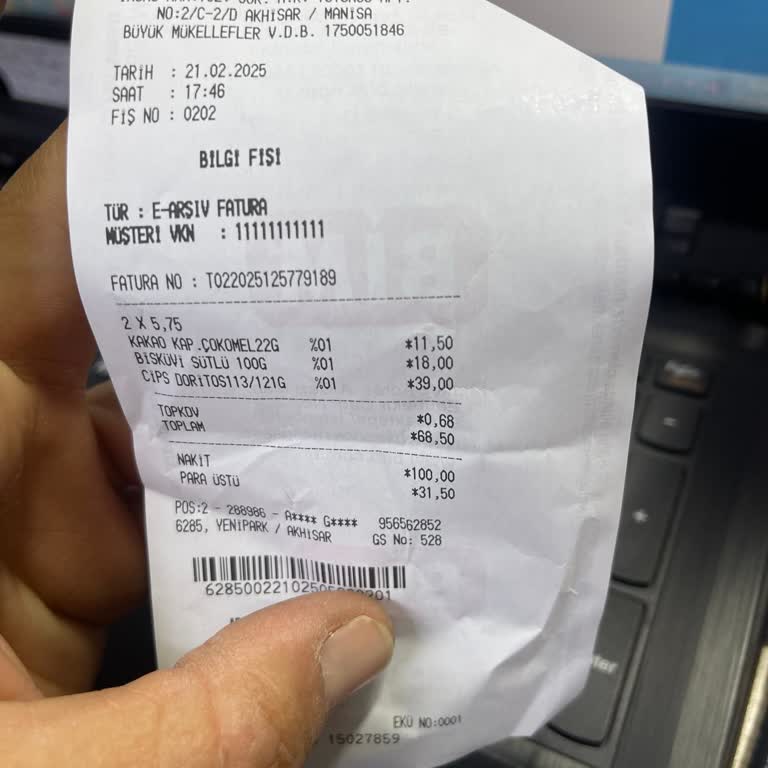 NO:2/C-2/D AKHİSAR / MANİSA
BÜYÜK MÜKELLEFLER V.D.B. 1750051846
TARİH : 21.02.2025
SAAT : 17:46
FİŞ NO : 0202
BİLGİ FİŞİ
TÜR : E-ARŞİV FATURA
MÜŞTERİ VKN : 11111111111
FATURA NO : T022025125779189
2 X 5,75
KAKAO KAP.ÇOKOMEL22G %01 *11,50
BİSKÜVİ SÜTLÜ 100G %01 *18,00
CİPS DORİTOS113/121G %01 *39,00
TOPKDV *0,68
TOPLAM *68,50
NAKİT *100,00
PARA ÜSTÜ *31,50
POS:2 - 288986 - A**** G**** 956562852
6285, YENİPARK / AKHİSAR GS No: 528
EKÜ NO:0001
15027859